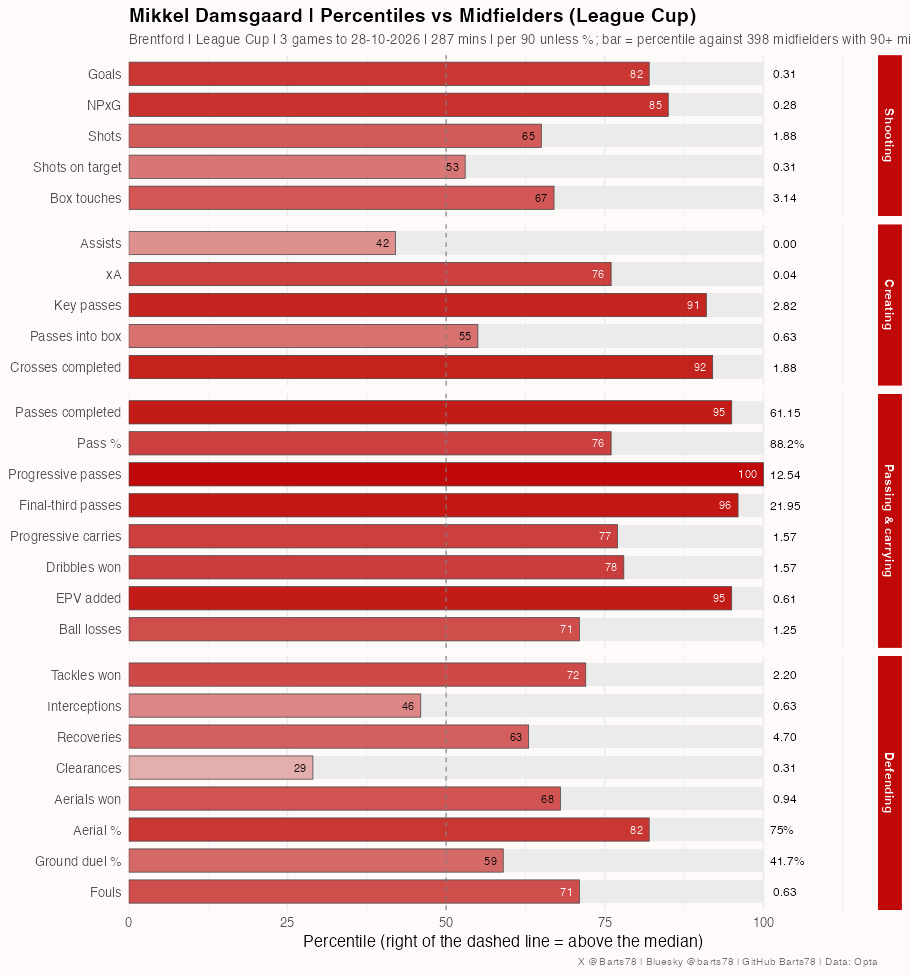 Mikkel Damsgaard | Percentiles vs Midfielders (League Cup)
Brentford | League Cup | 3 games to 28-10-2026 | 287 mins | per 90 unless %; bar = percentile against 398 midfielders with 90+ mi
Goals 82 0.31
NPxG 85 0.28
Shots 65 1.88
Shots on target 53 0.31
Box touches 67 3.14
Shooting
Assists 42 0.00
xA 76 0.04
Key passes 91 2.82
Passes into box 55 0.63
Crosses completed 92 1.88
Creating
Passes completed 95 61.15
Pass % 76 88.2%
Progressive passes 100 12.54
Final-third passes 96 21.95
Progressive carries 77 1.57
Dribbles won 78 1.57
EPV added 95 0.61
Ball losses 71 1.25
Passing & carrying
Tackles won 72 2.20
Interceptions 46 0.63
Recoveries 63 4.70
Clearances 29 0.31
Aerials won 68 0.94
Aerial % 82 75%
Ground duel % 59 41.7%
Fouls 71 0.63
Defending
0 25 50 75 100
Percentile (right of the dashed line = above the median)
X @Barts78 | Bluesky @barts78 | GitHub Barts78 | Data: Opta